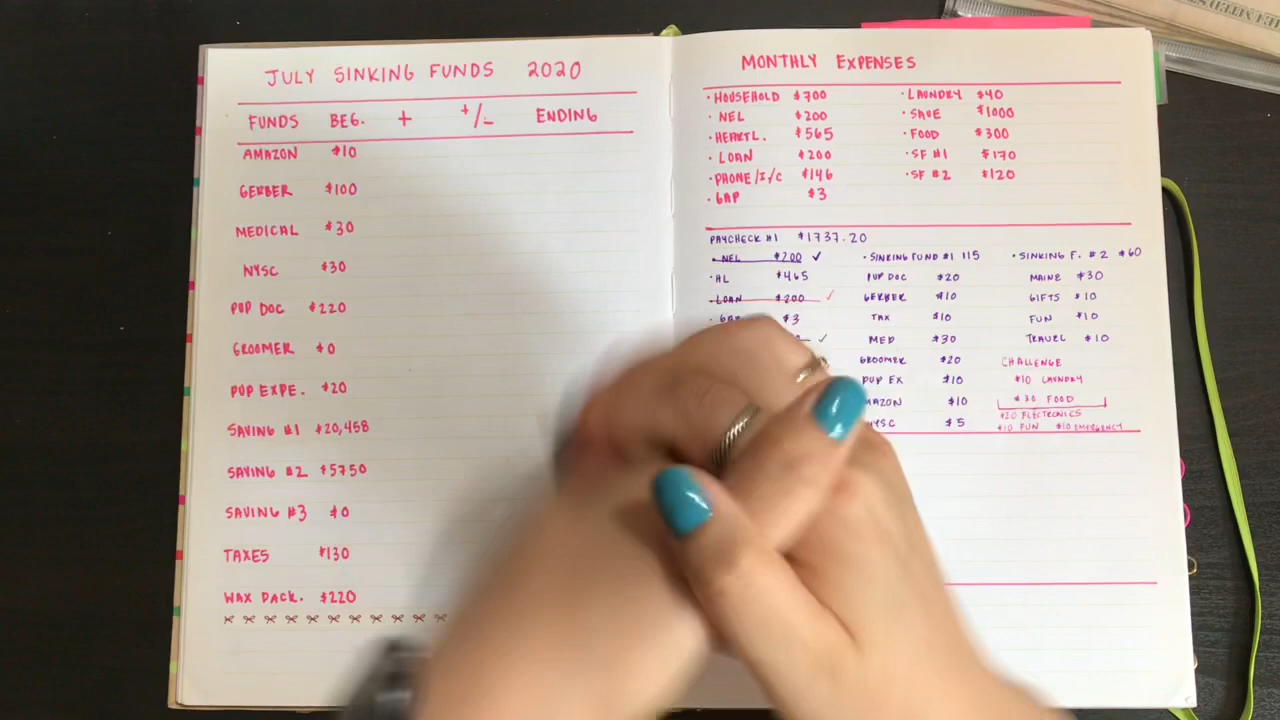 JULY SINKING FUNDS 2020
FUNDS BEG. + +/- ENDING
AMAZON $10
GERBER $100
MEDICAL $30
NYSC $30
PUP DOC $220
GROOMER $0
PUP EXPE. $20
SAVING #1 $20,458
SAVING #2 $5750
SAVING #3 $0
TAXES $130
WAX PACK. $220
MONTHLY EXPENSES
• HOUSEHOLD $700
• NEL $200
• HEARTL. $565
• LOAN $200
• PHONE/I/C $146
• GAP $3
• LAUNDRY $40
• SAVE $1000
• FOOD $300
• SF #1 $170
• SF #2 $120
PAYCHECK #1 $1737.20
• NEL $200 ✓
• HL $465
• LOAN $200 ✓
• GAP $3
• SINKING FUND #1 115
PUP DOC $20
GERBER $10
TAX $10
MED $30
GROOMER $20
PUP EX $10
AMAZON $10
NYSC $5
• SINKING F. #2 $60
MAINE $30
GIFTS $10
FUN $10
TRAVEL $10
CHALLENGE
$10 LAUNDRY
$30 FOOD
$20 ELECTRONICS
$10 FUN $10 EMERGENCY